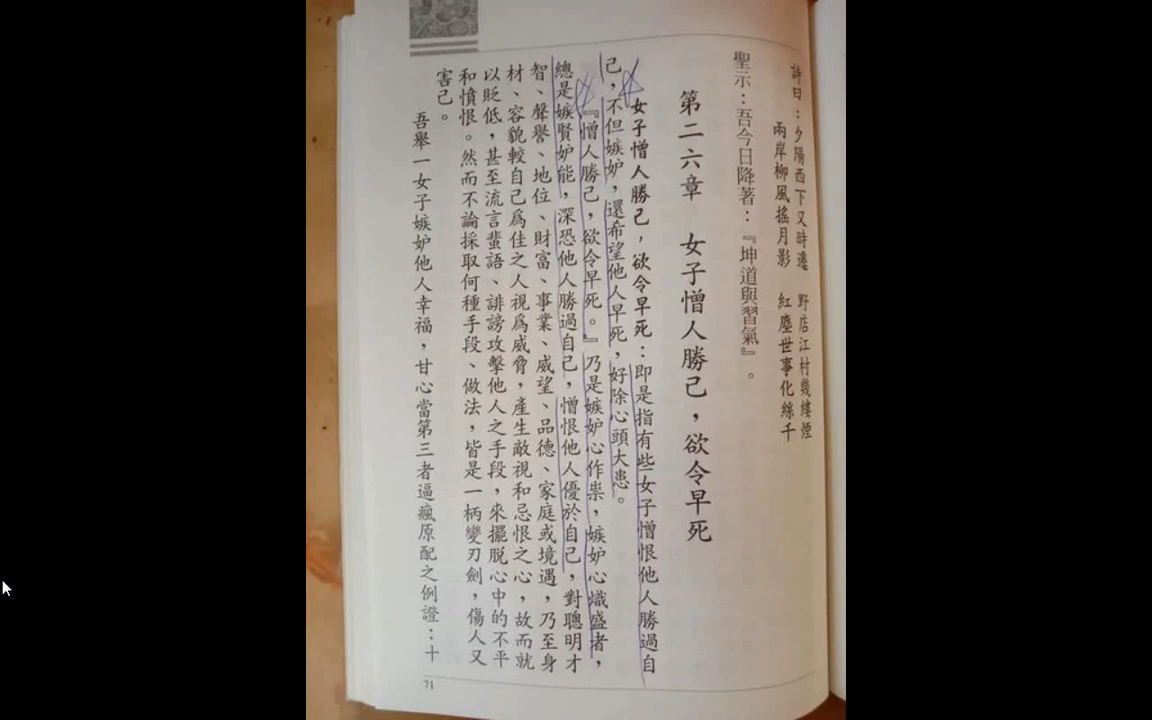 詩曰：夕陽西下又時邊　野店江村幾縷煙
兩岸柳風搖月影　紅塵世事化絲千
聖示：吾今日降著：『坤道與習氣』。
第二六章　女子憎人勝己，欲令早死
女子憎人勝己，欲令早死：即是指有些女子憎恨他人勝過自
己，不但嫉妒，還希望他人早死，好除心頭大患。
『憎人勝己，欲令早死。』乃是嫉妒心作祟，嫉妒心熾盛者，
總是嫉賢妒能，深恐他人勝過自己，憎恨他人優於自己，對聰明才
智、聲譽、地位、財富、事業、威望、品德、家庭或境遇，乃至身
材、容貌較自己為佳之人視為威脅，產生敵視和忌恨之心，故而就
以貶低，甚至流言蜚語、誹謗攻擊他人之手段，來擺脫心中的不平
和憤恨。然而不論採取何種手段、做法，皆是一柄雙刃劍，傷人又
害己。
吾舉一女子嫉妒他人幸福，甘心當第三者逼瘋原配之例證：十
71